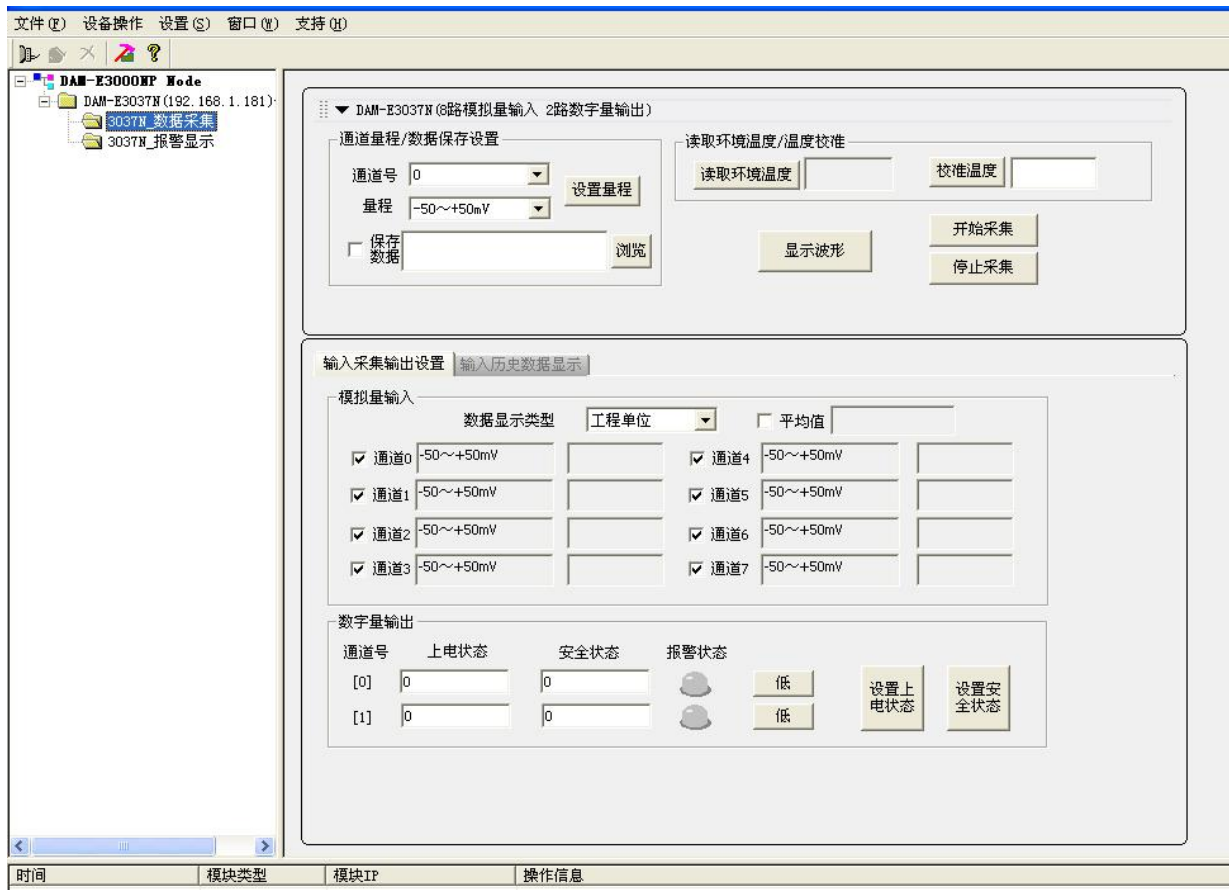 文件(F) 设备操作 设置(S) 窗口(W) 支持(H)
DAM-E3000NP Node
DAM-E3037N(192.168.1.181)
3037N_数据采集
3037N_报警显示
DAM-E3037N(8路模拟量输入 2路数字量输出)
通道量程/数据保存设置
通道号 0
设置量程
量程 -50～+50mV
保存数据
浏览
读取环境温度/温度校准
读取环境温度
校准温度
显示波形
开始采集
停止采集
输入采集输出设置 输入历史数据显示
模拟量输入
数据显示类型 工程单位 平均值
通道0 -50～+50mV 通道4 -50～+50mV
通道1 -50～+50mV 通道5 -50～+50mV
通道2 -50～+50mV 通道6 -50～+50mV
通道3 -50～+50mV 通道7 -50～+50mV
数字量输出
通道号 上电状态 安全状态 报警状态
[0] 0 0 低
[1] 0 0 低
设置上电状态
设置安全状态
时间 模块类型 模块IP 操作信息